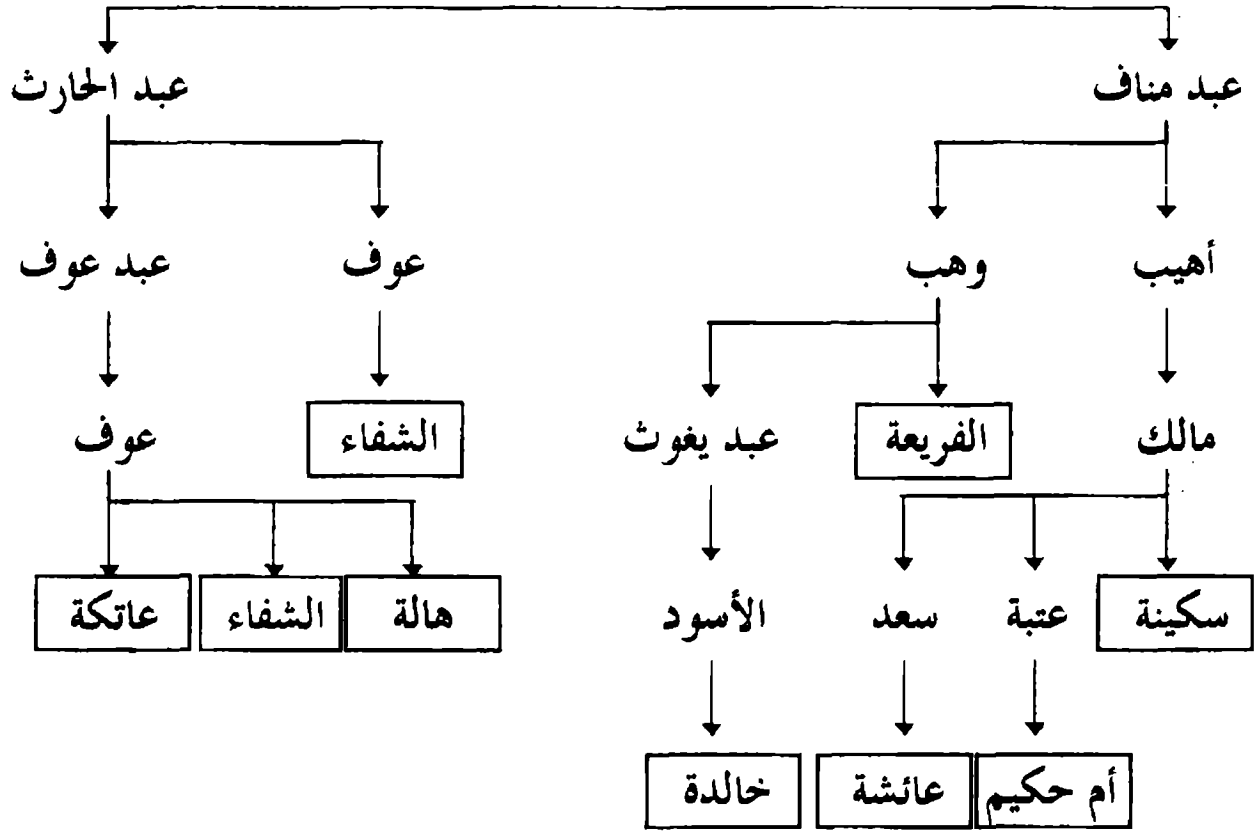 عبد مناف عبد الحارث
أهيب وهب عوف عبد عوف
مالك الفريعة عبد يغوث الشفاء عوف
سكينة عتبة سعد الأسود هالة الشفاء عاتكة
أم حكيم عائشة خالدة